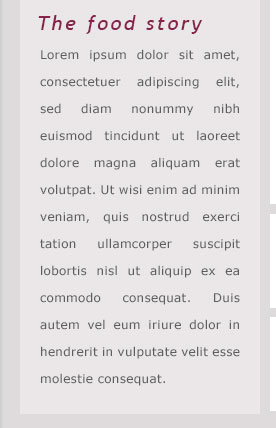 The food story
Lorem ipsum dolor sit amet,
consectetuer adipiscing elit,
sed diam nonummy nibh
euismod tincidunt ut laoreet
dolore magna aliquam erat
volutpat. Ut wisi enim ad minim
veniam, quis nostrud exerci
tation ullamcorper suscipit
lobortis nisl ut aliquip ex ea
commodo consequat. Duis
autem vel eum iriure dolor in
hendrerit in vulputate velit esse
molestie consequat.